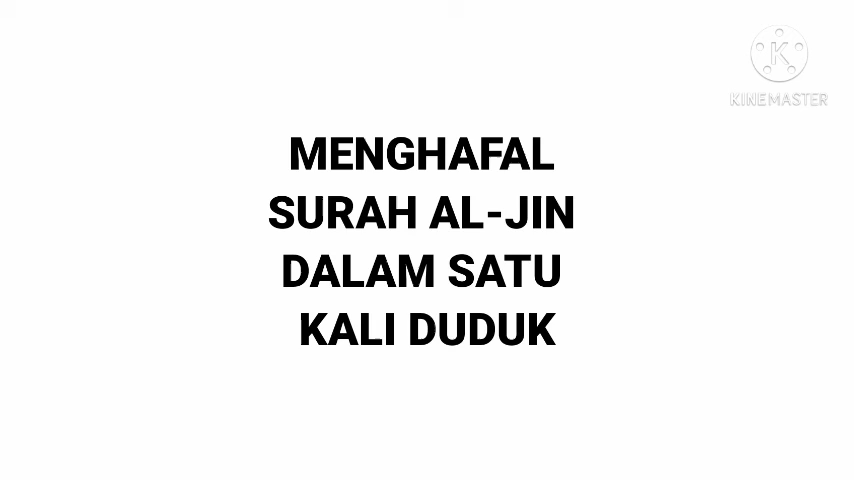 KINEMASTER
MENGHAFAL
SURAH AL-JIN
DALAM SATU
KALI DUDUK